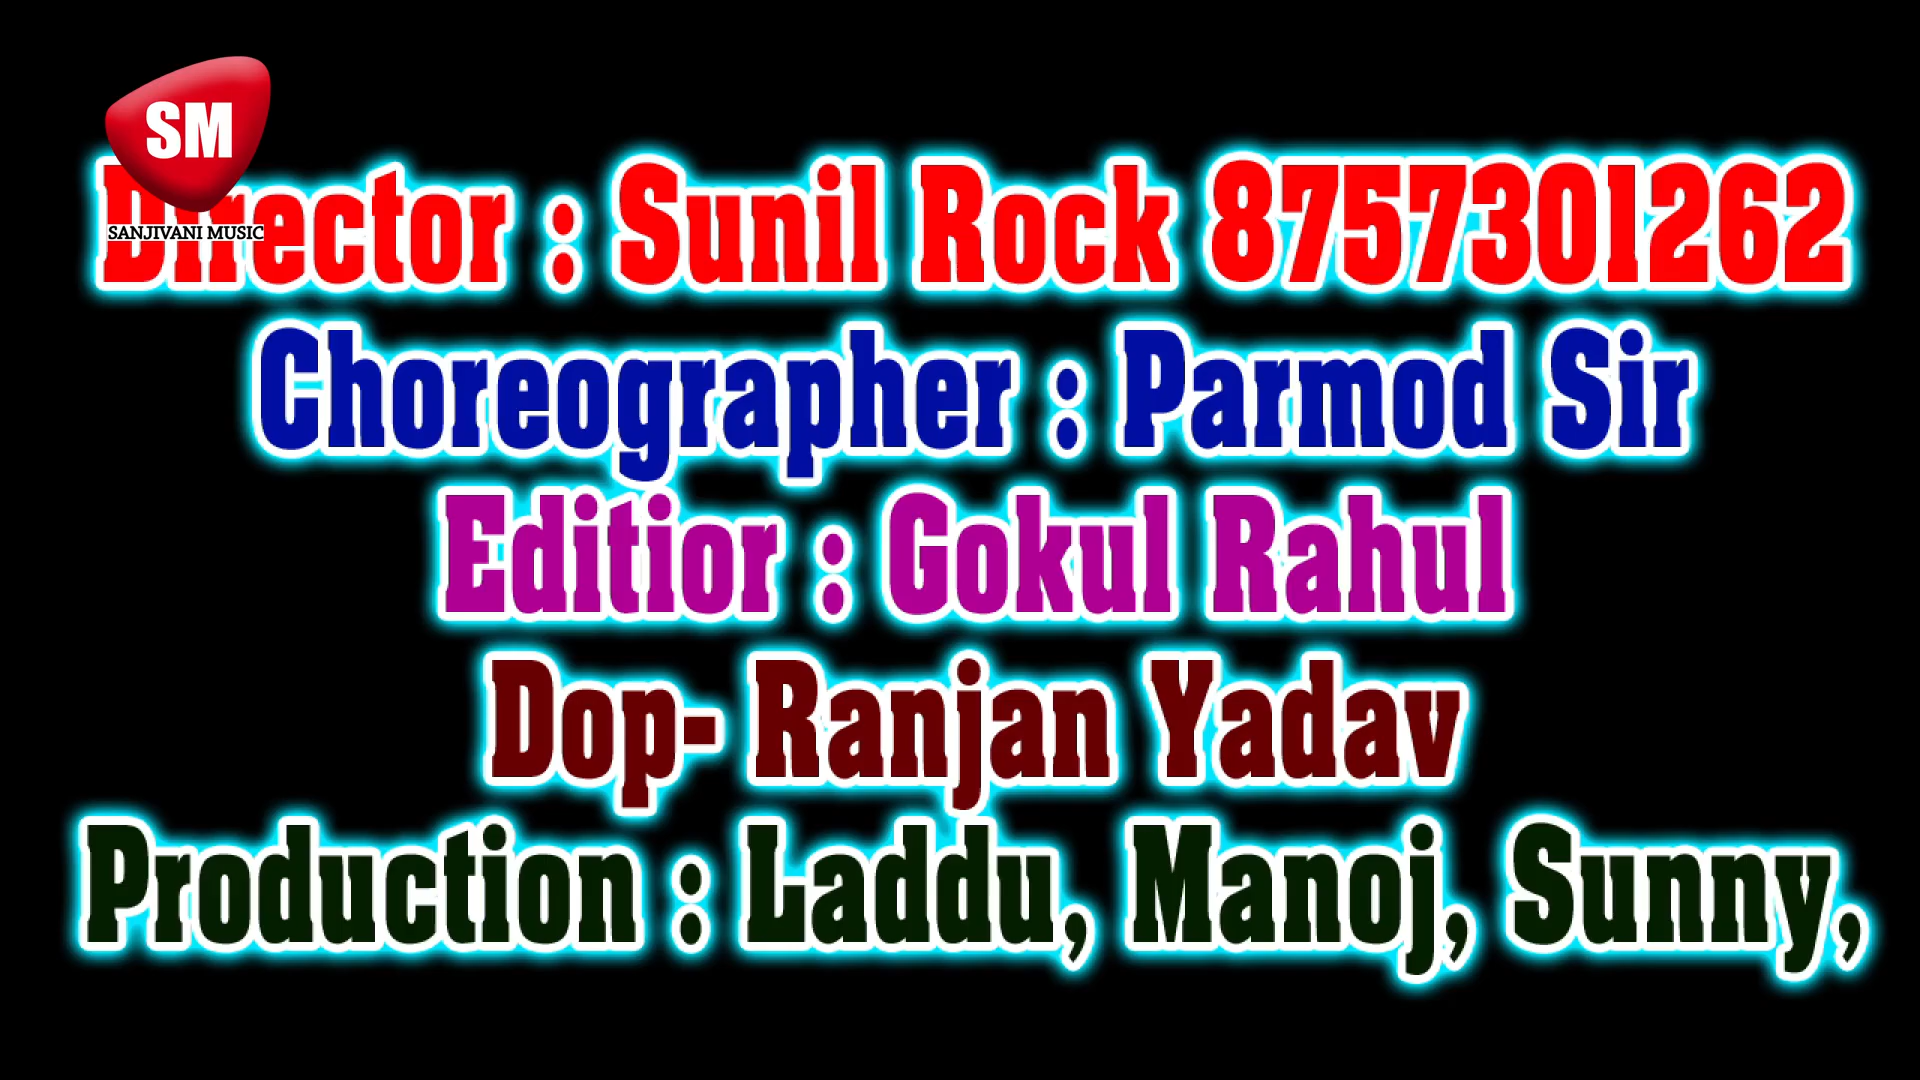 SM
SANJIVANI MUSIC
Director : Sunil Rock 8757301262
Choreographer : Parmod Sir
Editior : Gokul Rahul
Dop- Ranjan Yadav
Production : Laddu, Manoj, Sunny,